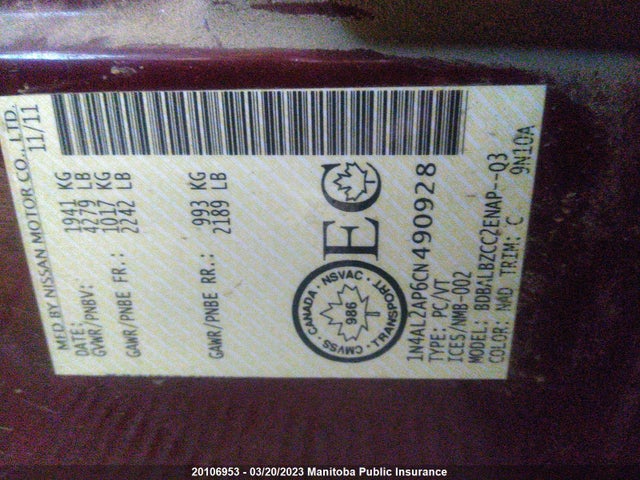 MFD BY NISSAN MOTOR CO., LTD.
DATE: 11/11
GVWR/PNBV: 1941 KG
4279 LB
GAWR/PNBE FR.: 1017 KG
2242 LB
GAWR/PNBE RR.: 993 KG
2189 LB
EC
CANADA · NSVAC · TRANSPORT · CMVSS ·
986
1N4AL2AP6CN490928
TYPE: PC/VT
ICES/NMB-002
MODEL: BDBALBZCC2ENAP--03
COLOR: NAD TRIM: C 9N10A
20106953 - 03/20/2023 Manitoba Public Insurance